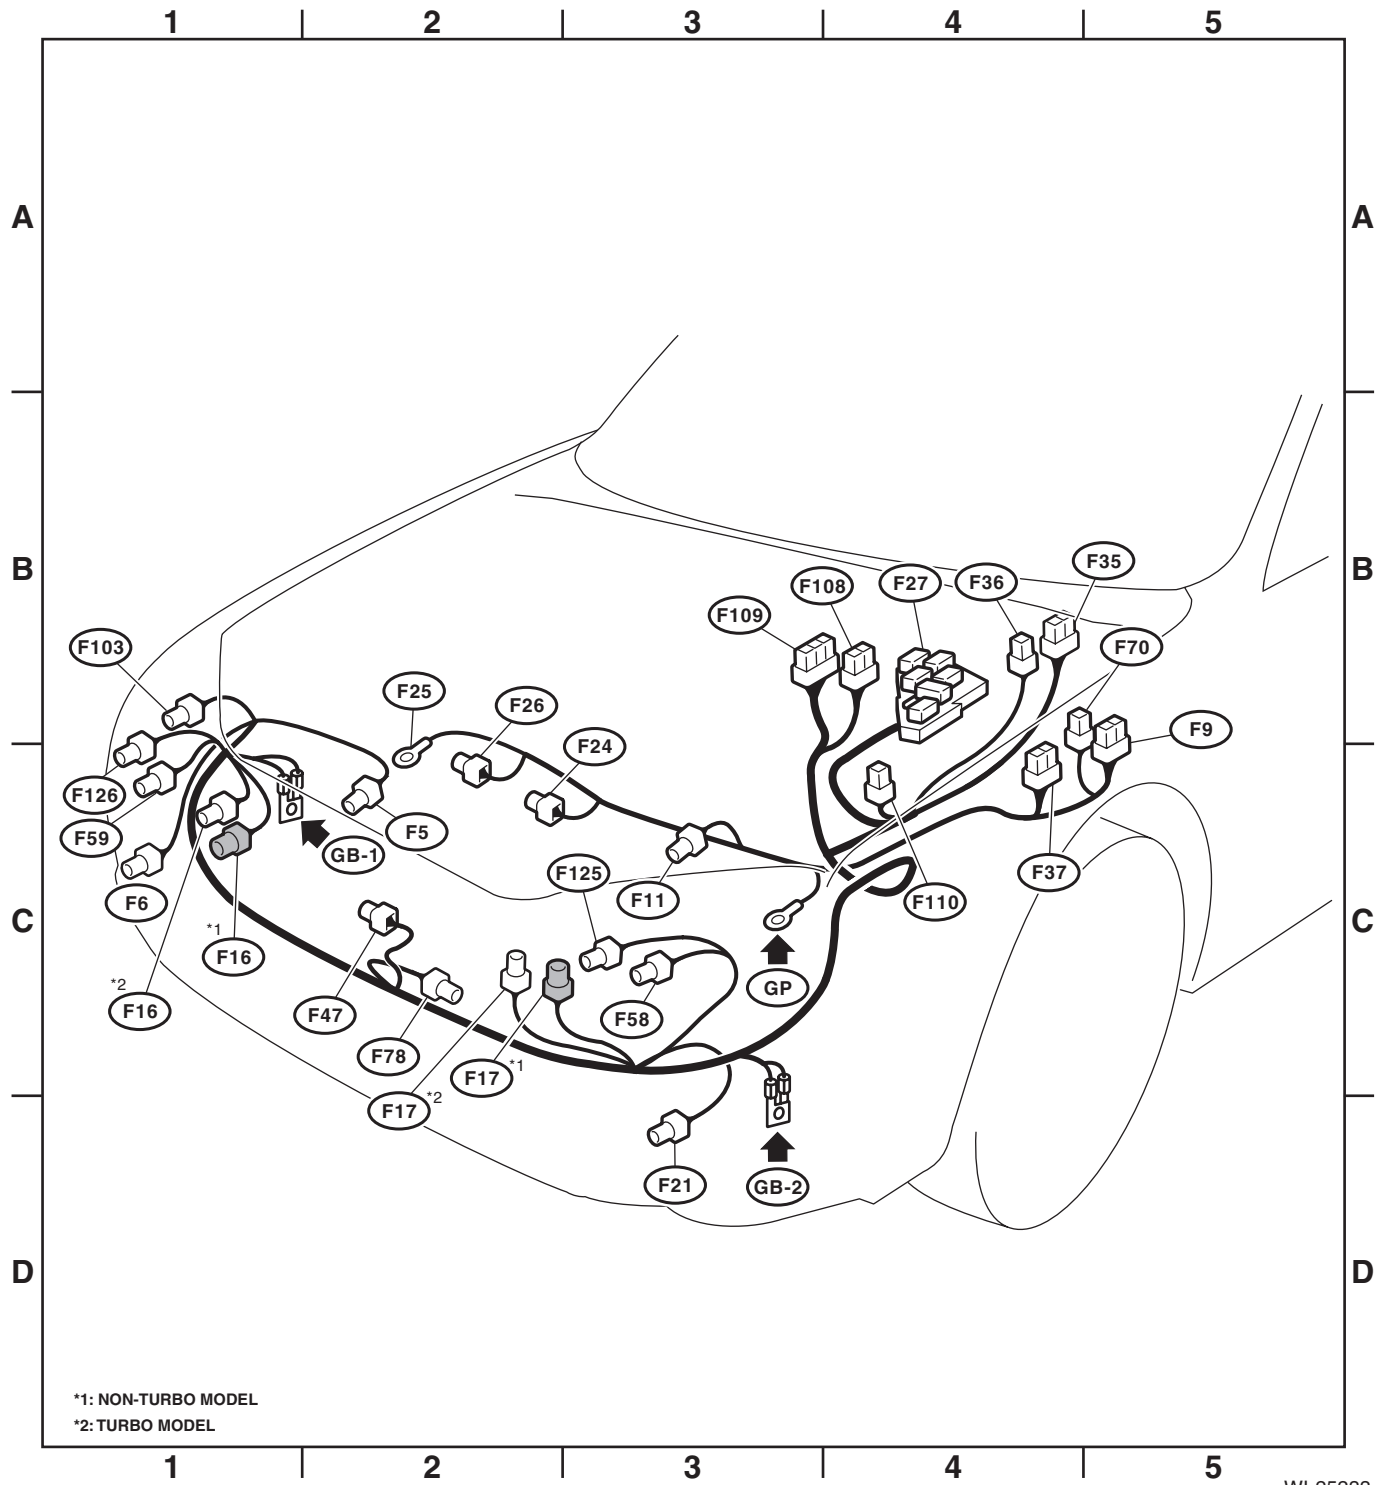 1 2 3 4 5
A A
B B
F35
F108 F27 F36
F109
F103 F70
F25
F26
F9
F24
F126
F59 F5
GB-1
F125 F37
F6 F11 F110
C C
*1
F16
*2 GP
F16 F47 F58
F78
F17 *1
F17 *2
F21 GB-2
D D
*1: NON-TURBO MODEL
*2: TURBO MODEL
1 2 3 4 5